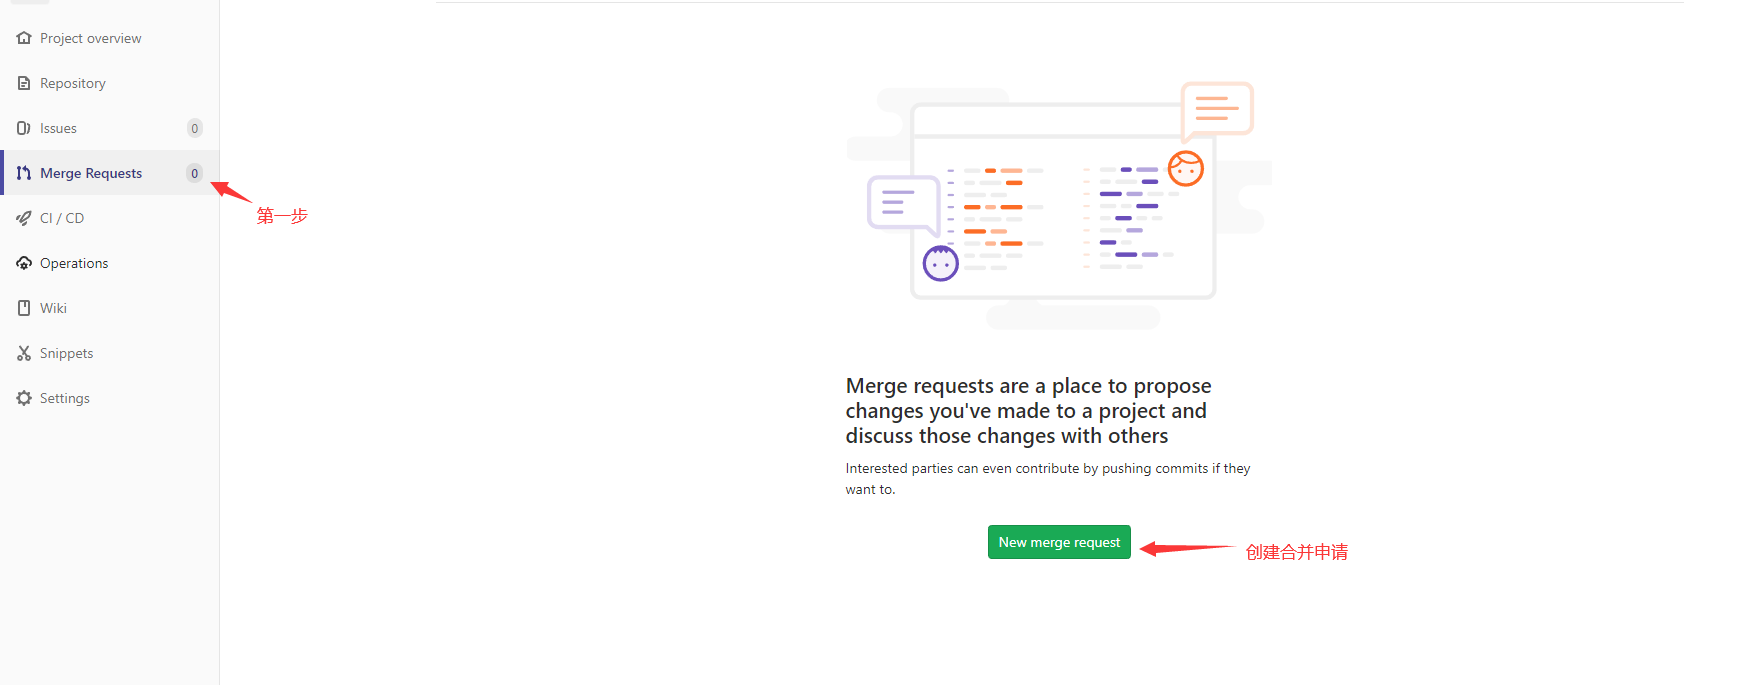 Project overview
Repository
Issues 0
Merge Requests 0
第一步
CI / CD
Operations
Wiki
Snippets
Settings
Merge requests are a place to propose
changes you've made to a project and
discuss those changes with others
Interested parties can even contribute by pushing commits if they
want to.
New merge request
创建合并申请